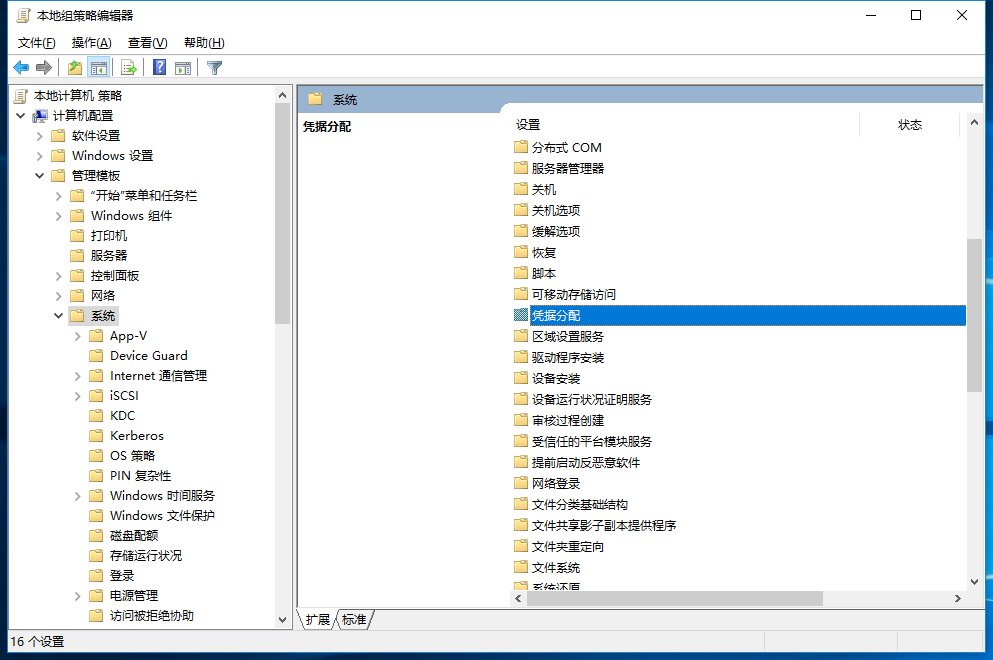 本地组策略编辑器
文件(F) 操作(A) 查看(V) 帮助(H)
本地计算机 策略
计算机配置
软件设置
Windows 设置
管理模板
“开始”菜单和任务栏
Windows 组件
打印机
服务器
控制面板
网络
系统
App-V
Device Guard
Internet 通信管理
iSCSI
KDC
Kerberos
OS 策略
PIN 复杂性
Windows 时间服务
Windows 文件保护
磁盘配额
存储运行状况
登录
电源管理
访问被拒绝协助
系统
凭据分配
设置 状态
分布式 COM
服务器管理器
关机
关机选项
缓解选项
恢复
脚本
可移动存储访问
凭据分配
区域设置服务
驱动程序安装
设备安装
设备运行状况证明服务
审核过程创建
受信任的平台模块服务
提前启动反恶意软件
网络登录
文件分类基础结构
文件共享影子副本提供程序
文件夹重定向
文件系统
系统还原
扩展 标准
16 个设置